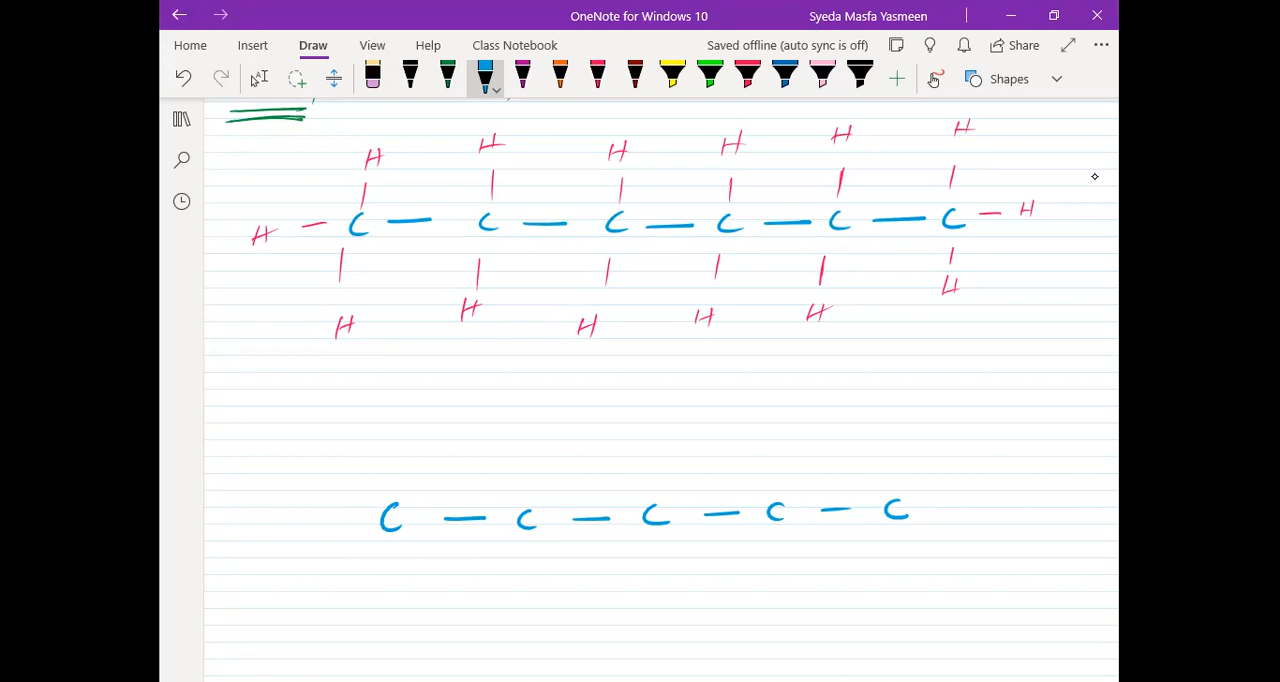 OneNote for Windows 10
Syeda Masfa Yasmeen
Home Insert Draw View Help Class Notebook
Saved offline (auto sync is off)
Share
Shapes
H H H H H H
H - C - C - C - C - C - C - H
H H H H H H
C - C - C - C - C